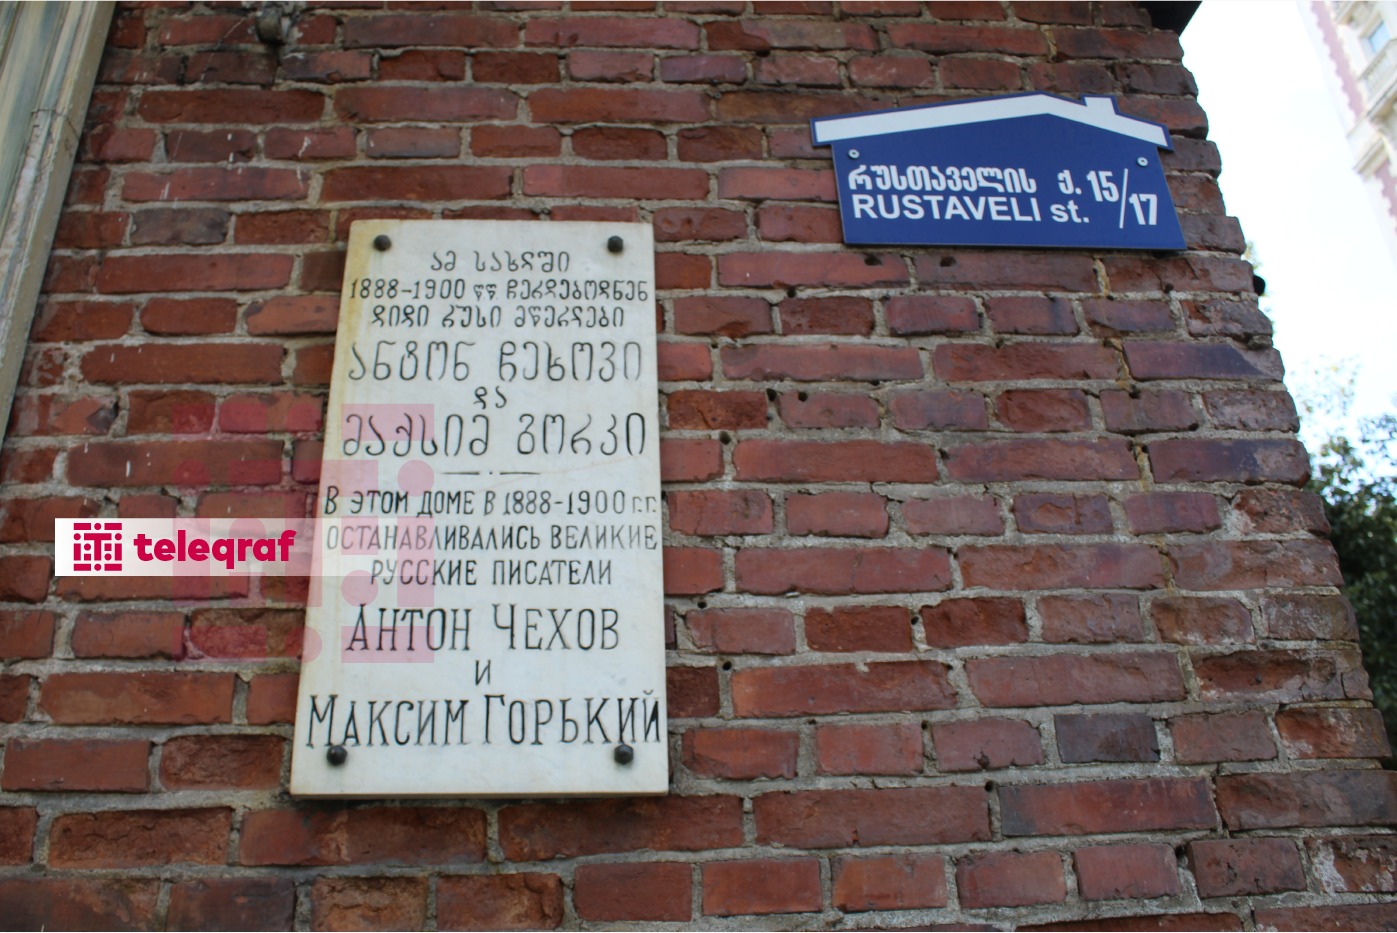 ამ სახლში
1888-1900 წწ. ჩერდებოდნენ
დიდი რუსი მწერლები
ანტონ ჩეხოვი
და
მაქსიმ გორკი
В ЭТОМ ДОМЕ В 1888-1900 г.г.
ОСТАНАВЛИВАЛИСЬ ВЕЛИКИЕ
РУССКИЕ ПИСАТЕЛИ
АНТОН ЧЕХОВ
И
МАКСИМ ГОРЬКИЙ
რუსთაველის ქ. 15/17
RUSTAVELI st.
teleqraf